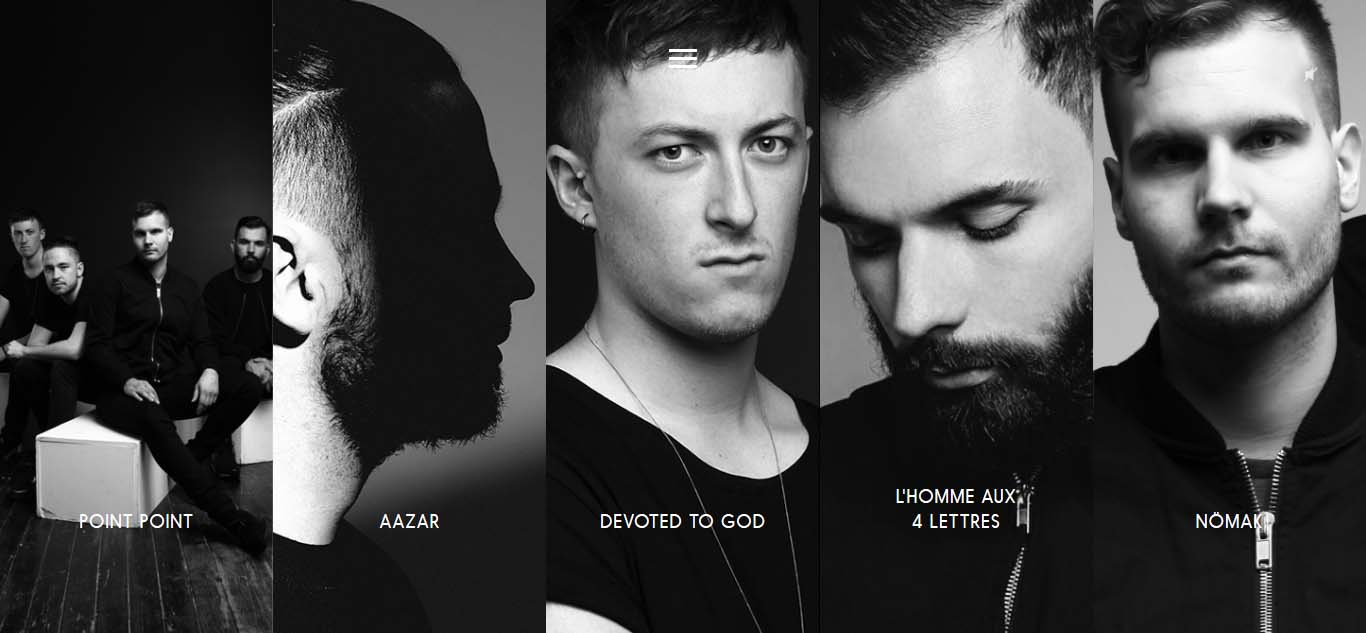 POINT POINT
AAZAR
DEVOTED TO GOD
L'HOMME AUX
4 LETTRES
NÖMAK